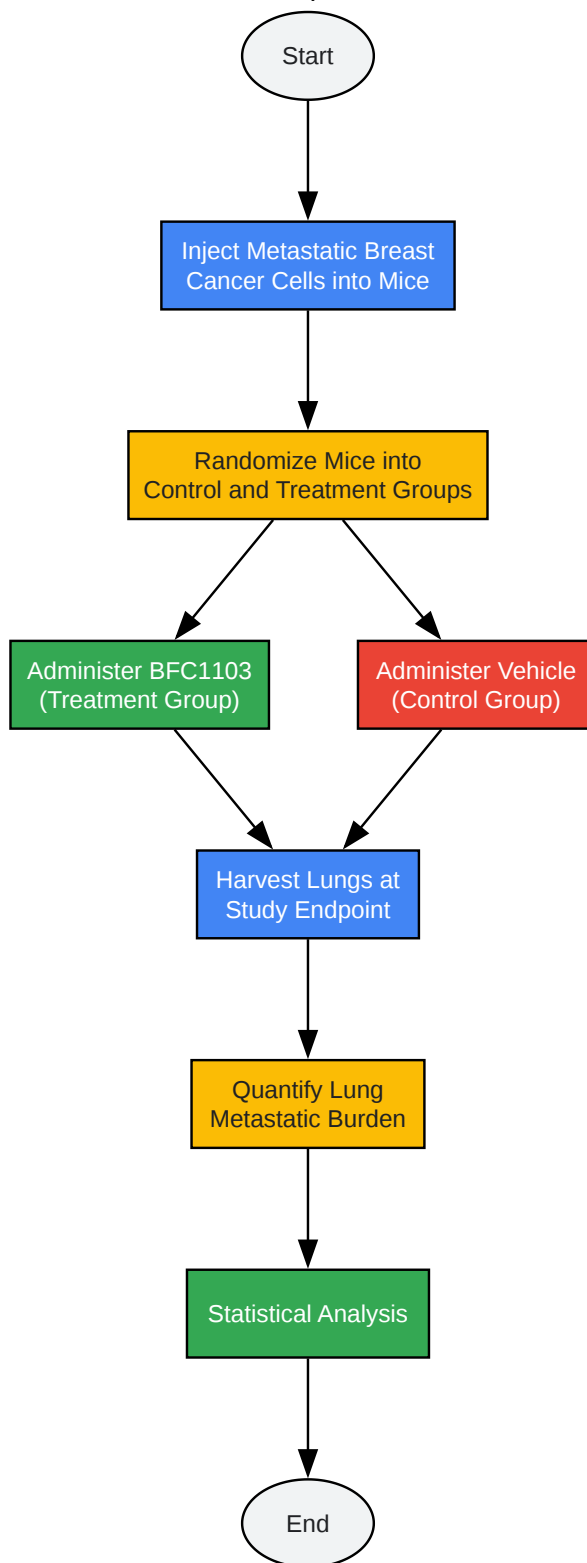 Start
Inject Metastatic Breast
Cancer Cells into Mice
Randomize Mice into
Control and Treatment Groups
Administer BFC1103
(Treatment Group)
Administer Vehicle
(Control Group)
Harvest Lungs at
Study Endpoint
Quantify Lung
Metastatic Burden
Statistical Analysis
End